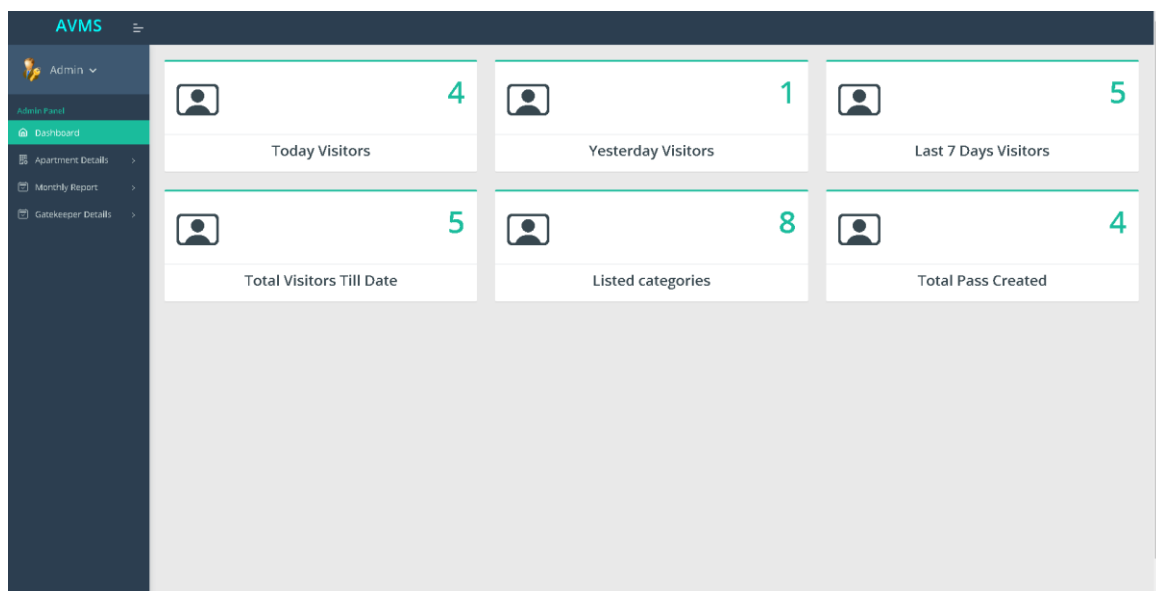 AVMS
Admin
Admin Panel
Dashboard
Apartment Details
Monthly Report
Gatekeeper Details
4
Today Visitors
1
Yesterday Visitors
5
Last 7 Days Visitors
5
Total Visitors Till Date
8
Listed categories
4
Total Pass Created